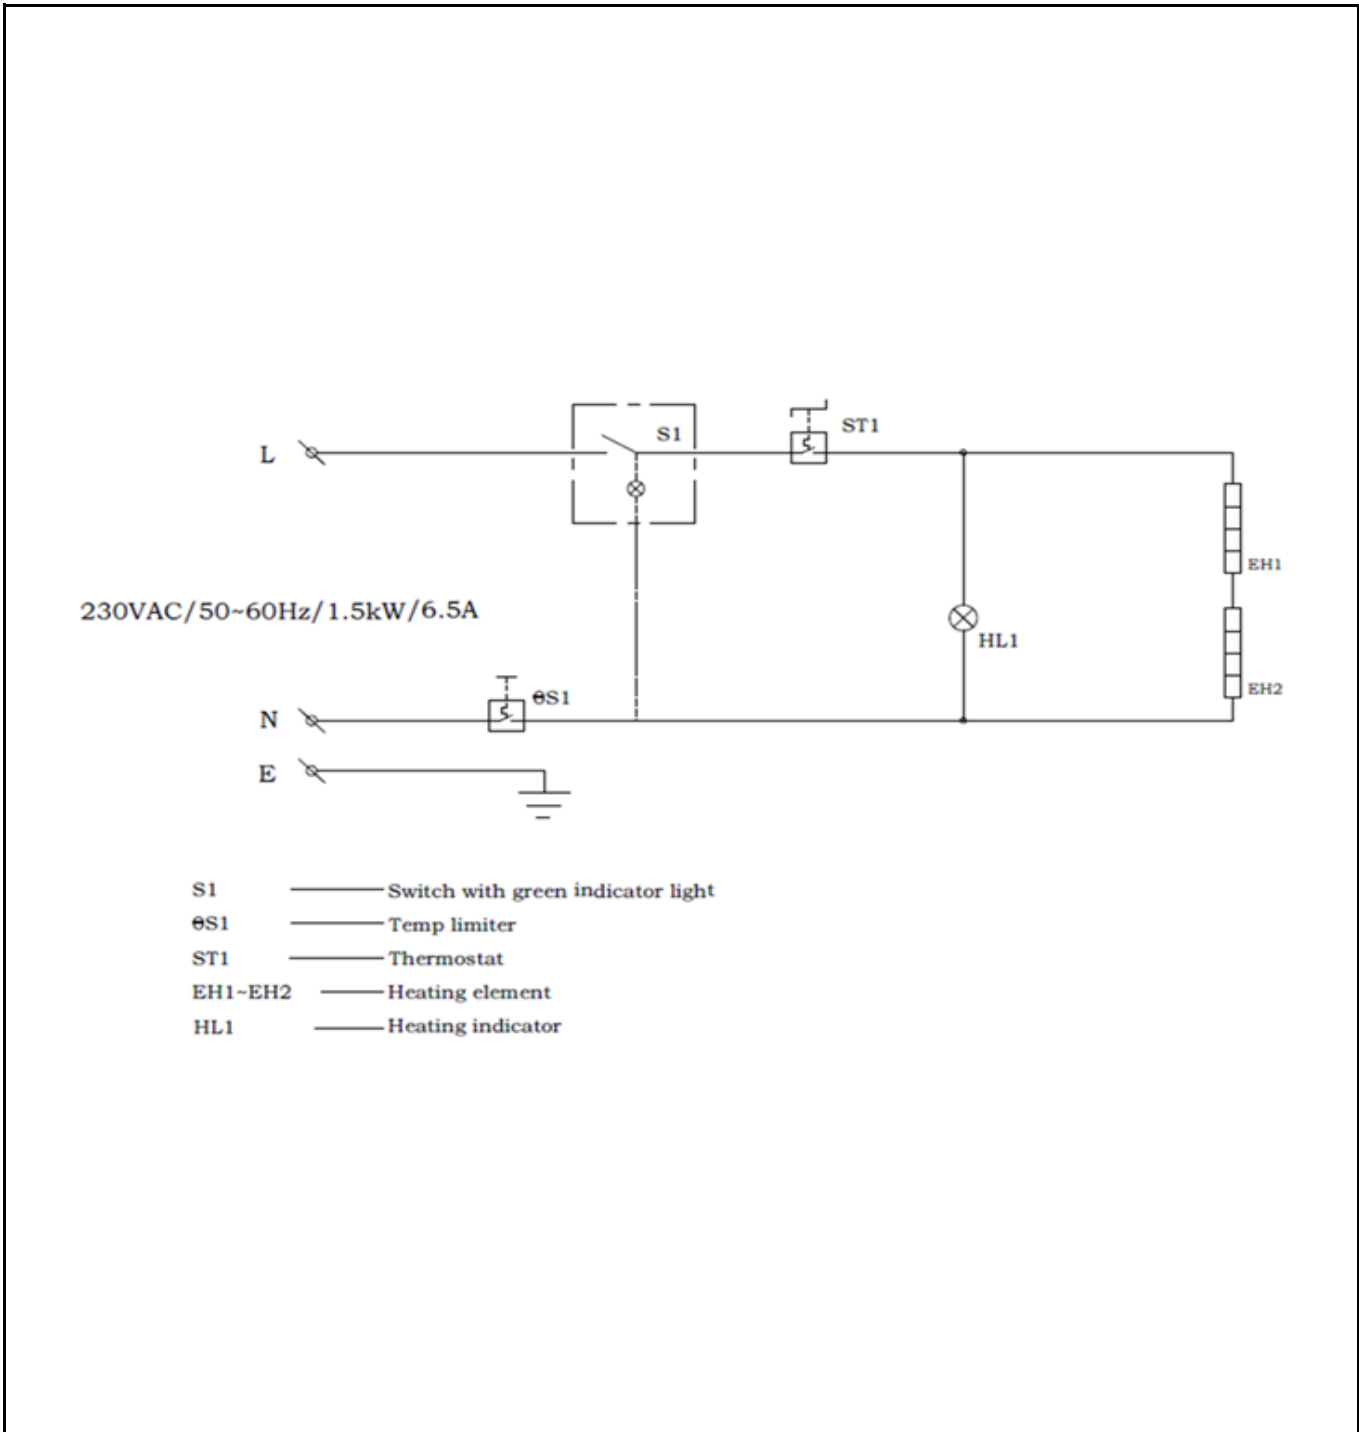 S1
ST1
L
EH1
230VAC/50~60Hz/1.5kW/6.5A
HL1
EH2
θS1
N
E
S1 Switch with green indicator light
θS1 Temp limiter
ST1 Thermostat
EH1~EH2 Heating element
HL1 Heating indicator